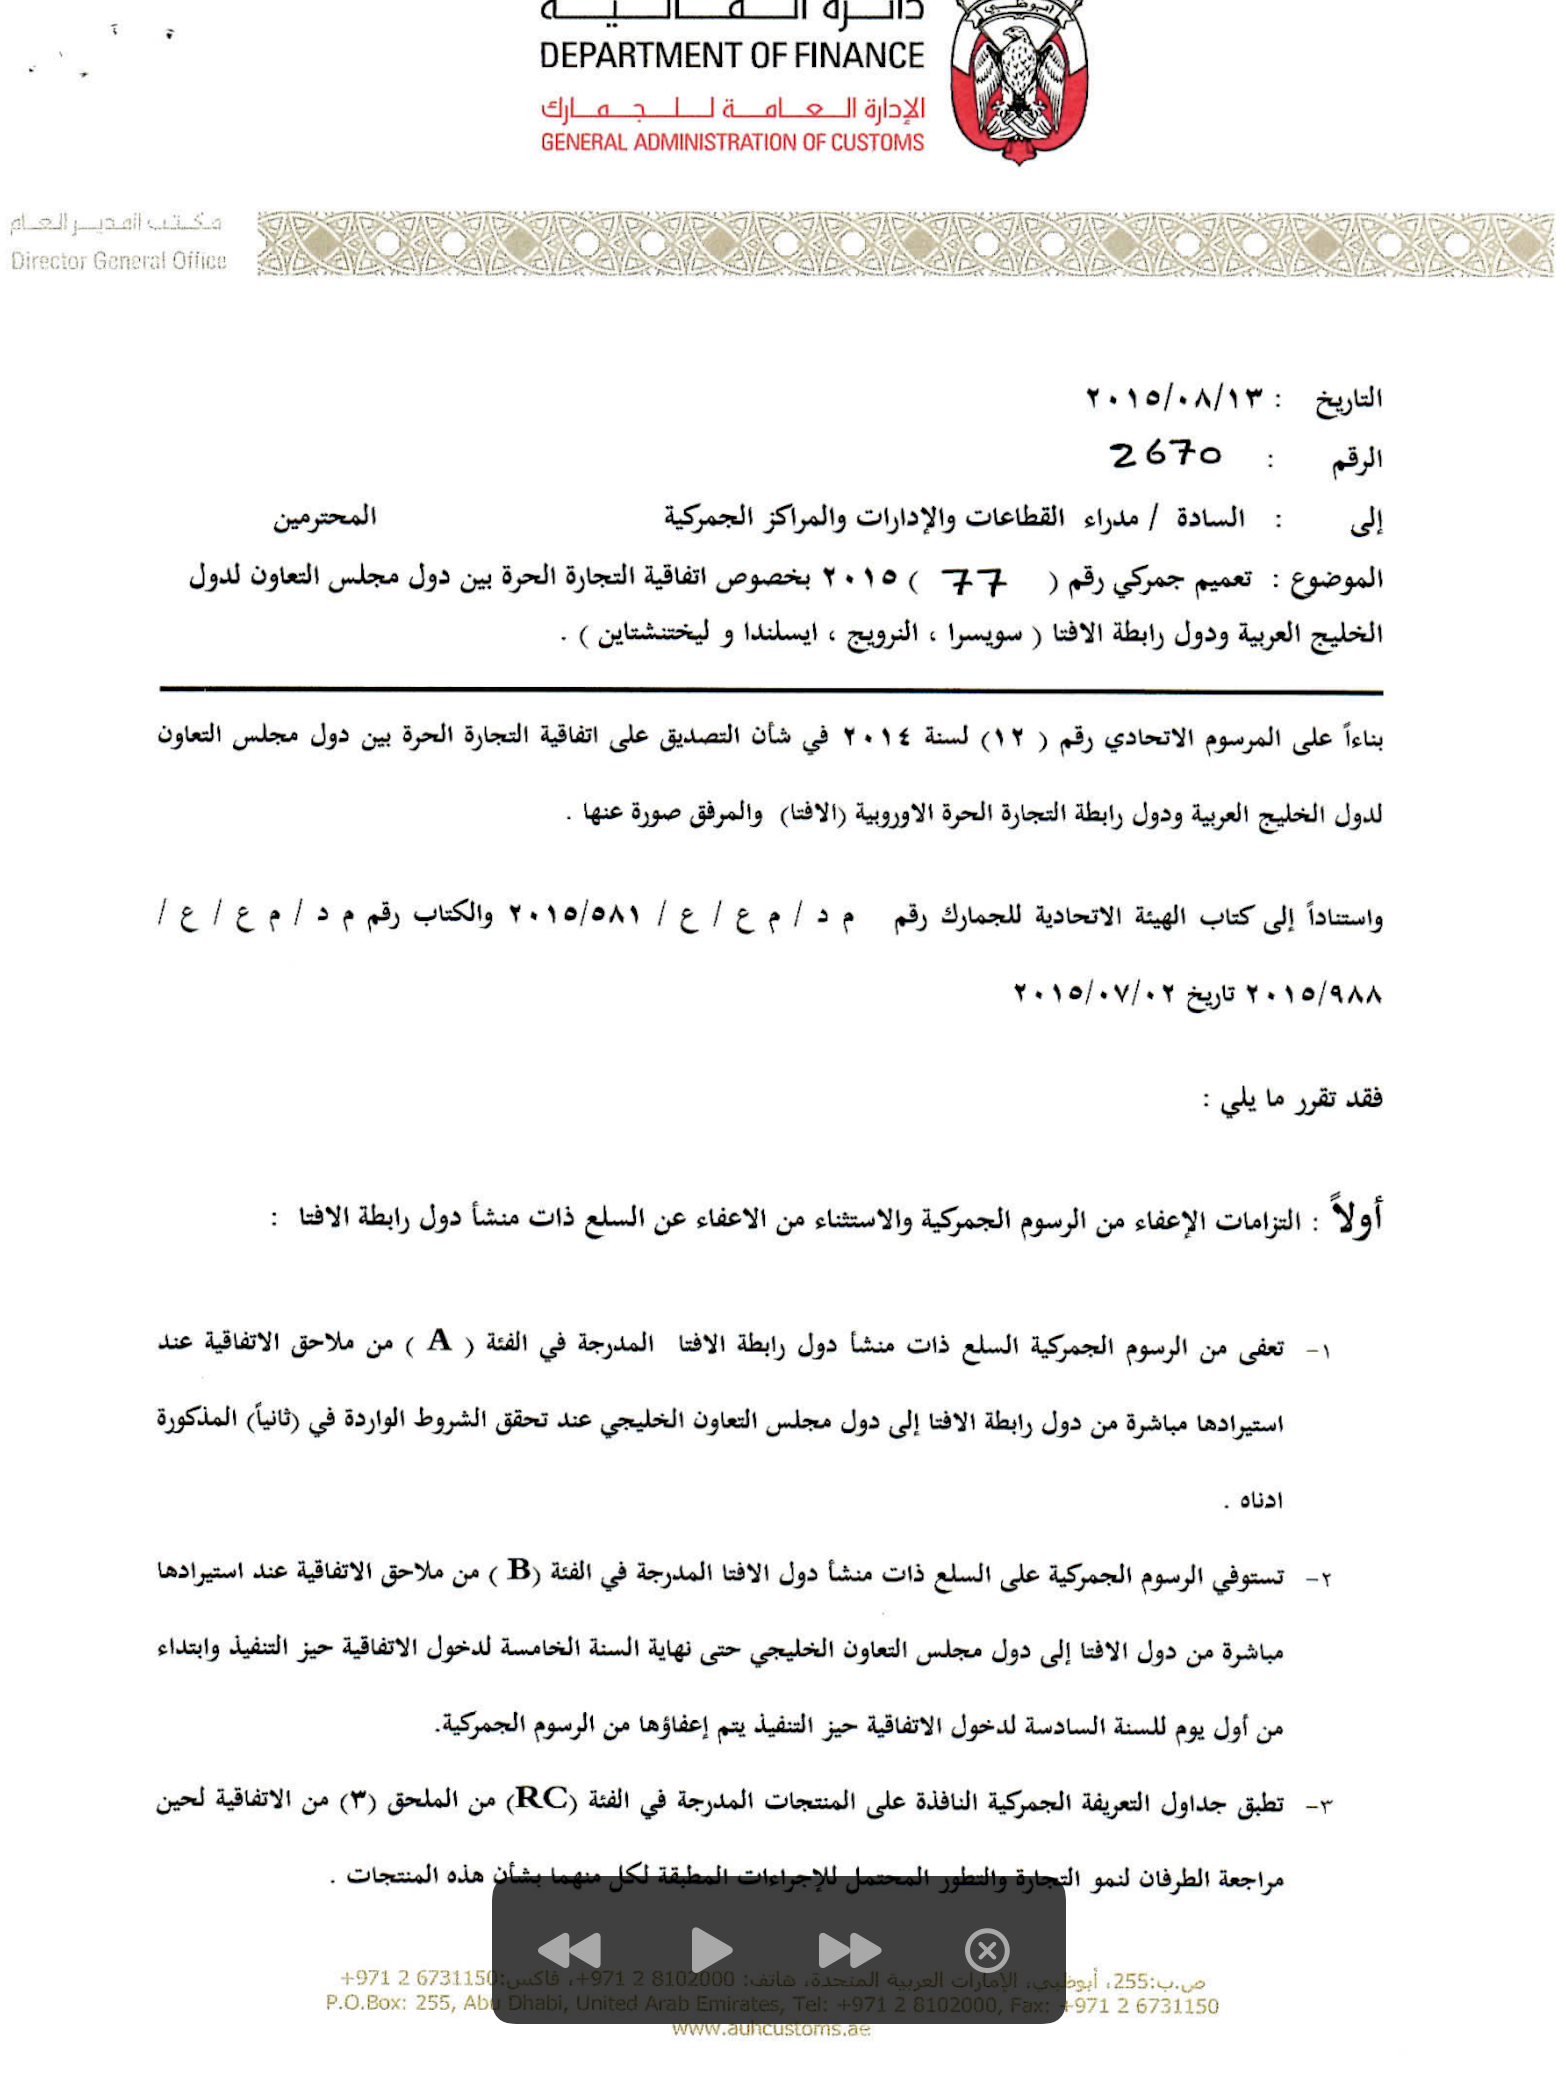 دائرة المالية
DEPARTMENT OF FINANCE
الإدارة العامة للجمارك
GENERAL ADMINISTRATION OF CUSTOMS
أبوظبي
مكتب المدير العام
Director General Office
التاريخ : ٢٠١٥/٠٨/١٣
الرقم : 2670
إلى : السادة / مدراء القطاعات والإدارات والمراكز الجمركية المحترمين
الموضوع : تعميم جمركي رقم ( 77 ) ٢٠١٥ بخصوص اتفاقية التجارة الحرة بين دول مجلس التعاون لدول
الخليج العربية ودول رابطة الافتا ( سويسرا ، النرويج ، ايسلندا و ليختنشتاين ) .
بناءاً على المرسوم الاتحادي رقم ( ١٢) لسنة ٢٠١٤ في شأن التصديق على اتفاقية التجارة الحرة بين دول مجلس التعاون
لدول الخليج العربية ودول رابطة التجارة الحرة الاوروبية (الافتا) والمرفق صورة عنها .
واستناداً إلى كتاب الهيئة الاتحادية للجمارك رقم م د / م ع / ع / ٢٠١٥/٥٨١ والكتاب رقم م د / م ع / ع /
٢٠١٥/٩٨٨ تاريخ ٢٠١٥/٠٧/٠٢
فقد تقرر ما يلي :
أولاً : التزامات الإعفاء من الرسوم الجمركية والاستثناء من الاعفاء عن السلع ذات منشأ دول رابطة الافتا :
١- تعفى من الرسوم الجمركية السلع ذات منشأ دول رابطة الافتا المدرجة في الفئة ( A ) من ملاحق الاتفاقية عند
استيرادها مباشرة من دول رابطة الافتا إلى دول مجلس التعاون الخليجي عند تحقق الشروط الواردة في (ثانياً) المذكورة
ادناه .
٢- تستوفي الرسوم الجمركية على السلع ذات منشأ دول الافتا المدرجة في الفئة (B ) من ملاحق الاتفاقية عند استيرادها
مباشرة من دول الافتا إلى دول مجلس التعاون الخليجي حتى نهاية السنة الخامسة لدخول الاتفاقية حيز التنفيذ وابتداء
من أول يوم للسنة السادسة لدخول الاتفاقية حيز التنفيذ يتم إعفاؤها من الرسوم الجمركية.
٣- تطبق جداول التعريفة الجمركية النافذة على المنتجات المدرجة في الفئة (RC) من الملحق (٣) من الاتفاقية لحين
مراجعة الطرفان لنمو التجارة والتطور المحتمل للإجراءات المطبقة لكل منهما بشأن هذه المنتجات .
ص.ب:255، أبوظبي، الإمارات العربية المتحدة، هاتف: 8102000 2 971+، فاكس:6731150 2 971+
P.O.Box: 255, Abu Dhabi, United Arab Emirates, Tel: +971 2 8102000, Fax: +971 2 6731150
www.auhcustoms.ae